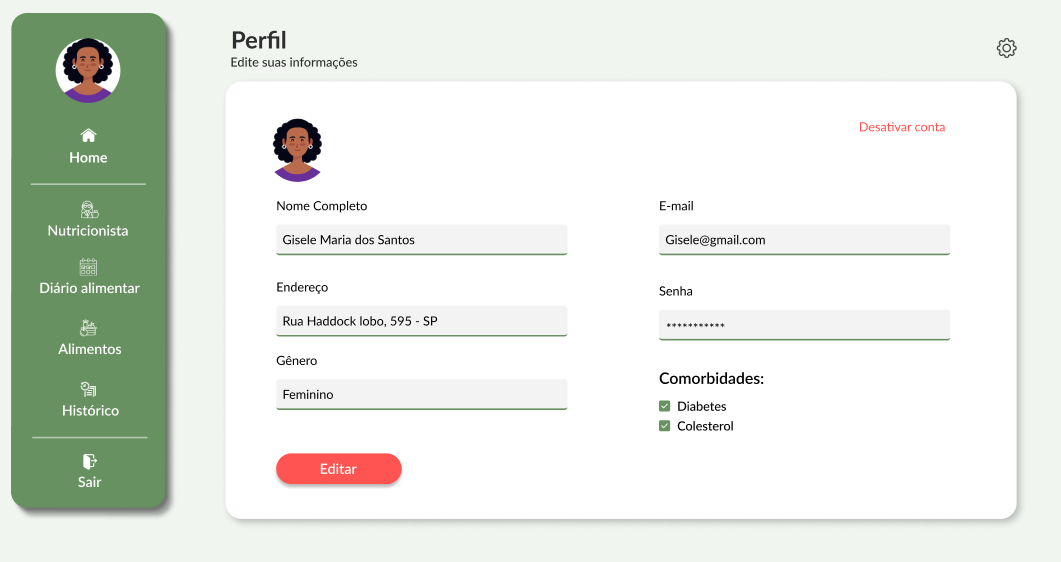 Home
Nutricionista
Diário alimentar
Alimentos
Histórico
Sair
Perfil
Edite suas informações
Desativar conta
Nome Completo
Gisele Maria dos Santos
Endereço
Rua Haddock lobo, 595 - SP
Gênero
Feminino
Editar
E-mail
Gisele@gmail.com
Senha
***********
Comorbidades:
Diabetes
Colesterol